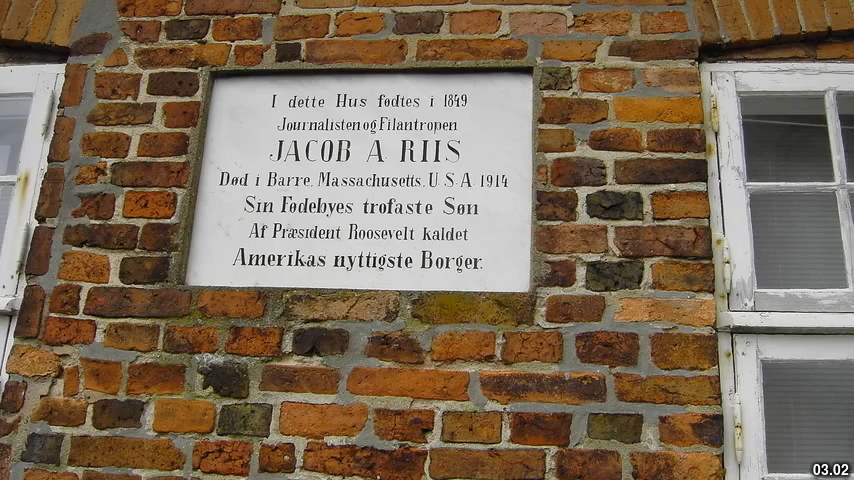 I dette Hus fødtes i 1849
Journalisten og Filantropen
JACOB A. RIIS
Død i Barre, Massachusetts, U.S.A. 1914
Sin Fødebyes trofaste Søn
Af Præsident Roosevelt kaldet
Amerikas nyttigste Borger.
03.02